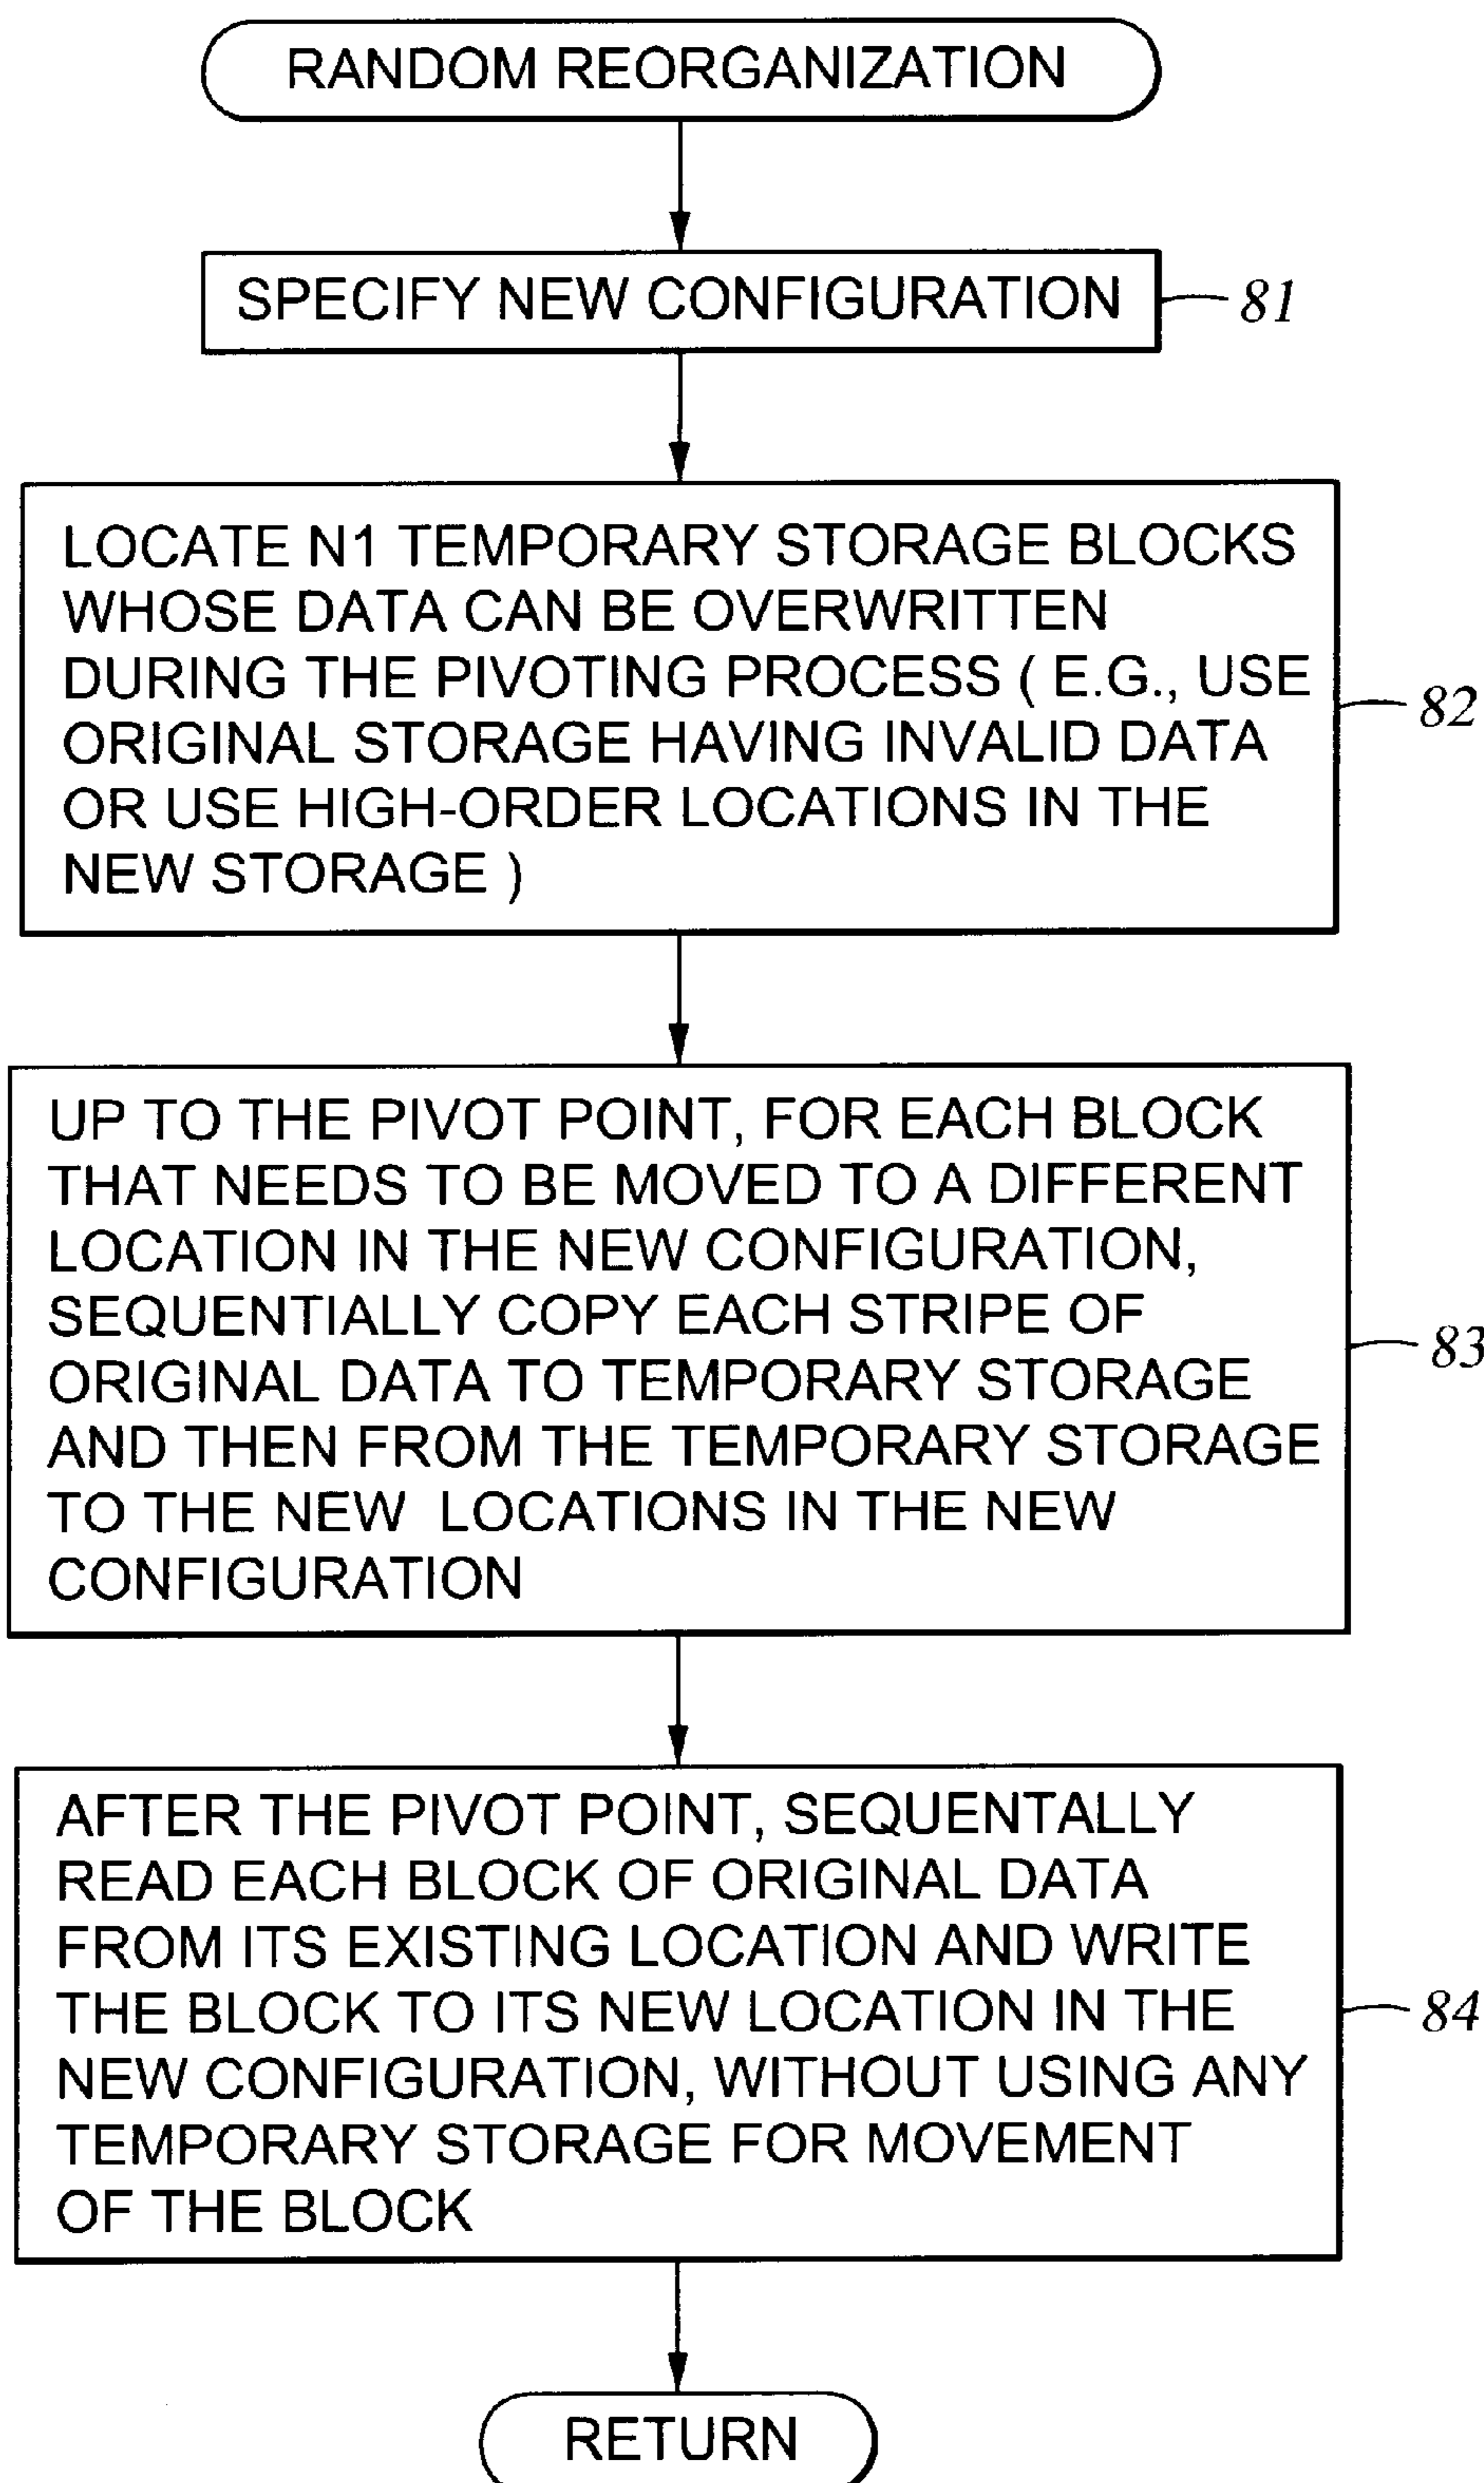 RANDOM REORGANIZATION
SPECIFY NEW CONFIGURATION
81
LOCATE N1 TEMPORARY STORAGE BLOCKS
WHOSE DATA CAN BE OVERWRITTEN
DURING THE PIVOTING PROCESS ( E.G., USE
ORIGINAL STORAGE HAVING INVALID DATA
OR USE HIGH-ORDER LOCATIONS IN THE
NEW STORAGE )
82
UP TO THE PIVOT POINT, FOR EACH BLOCK
THAT NEEDS TO BE MOVED TO A DIFFERENT
LOCATION IN THE NEW CONFIGURATION,
SEQUENTIALLY COPY EACH STRIPE OF
ORIGINAL DATA TO TEMPORARY STORAGE
AND THEN FROM THE TEMPORARY STORAGE
TO THE NEW LOCATIONS IN THE NEW
CONFIGURATION
83
AFTER THE PIVOT POINT, SEQUENTALLY
READ EACH BLOCK OF ORIGINAL DATA
FROM ITS EXISTING LOCATION AND WRITE
THE BLOCK TO ITS NEW LOCATION IN THE
NEW CONFIGURATION, WITHOUT USING ANY
TEMPORARY STORAGE FOR MOVEMENT
OF THE BLOCK
84
RETURN